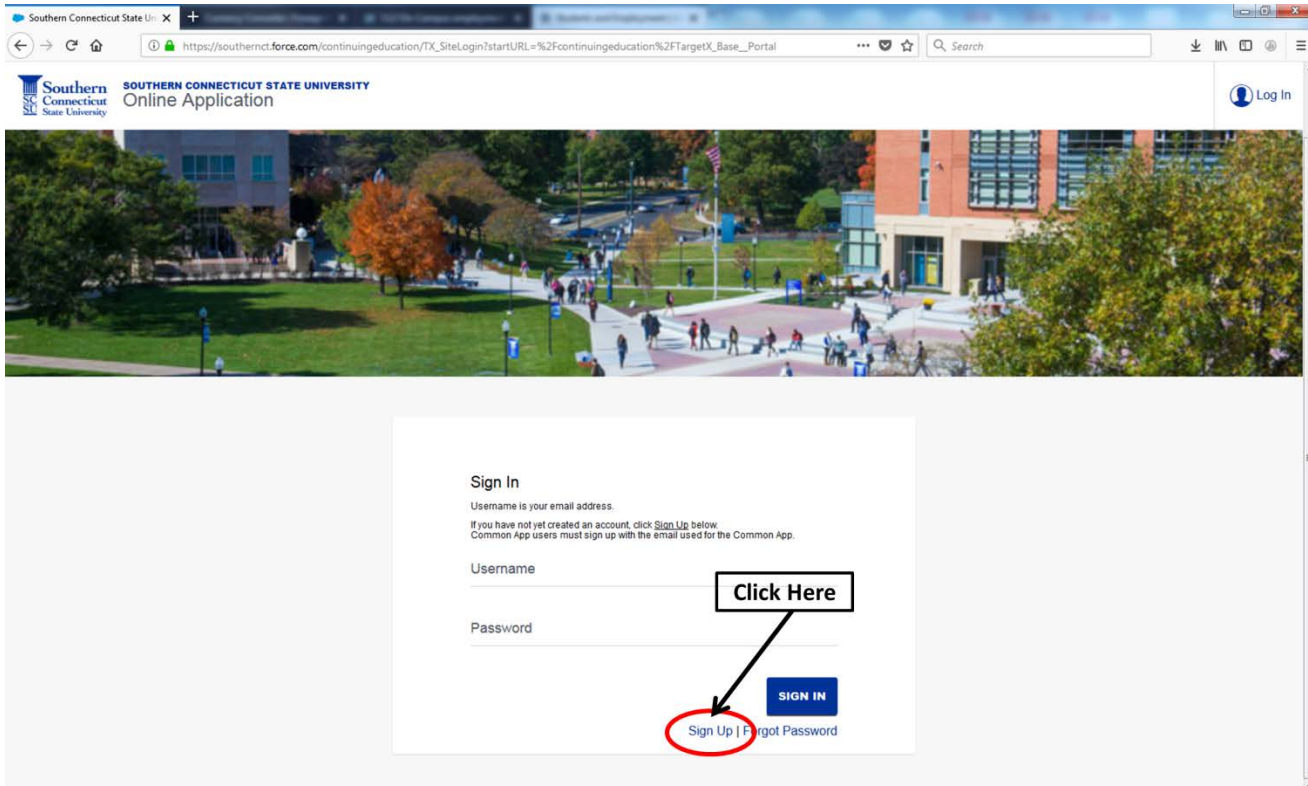 Southern Connecticut State Un
https://southernct.force.com/continuingeducation/TX_SiteLogin?startURL=%2Fcontinuingeducation%2FTargetX_Base__Portal
Search
Southern
Connecticut
State University
SC
SU
SOUTHERN CONNECTICUT STATE UNIVERSITY
Online Application
Log In
Sign In
Username is your email address.
If you have not yet created an account, click Sign Up below.
Common App users must sign up with the email used for the Common App.
Username
Click Here
Password
SIGN IN
Sign Up | Forgot Password